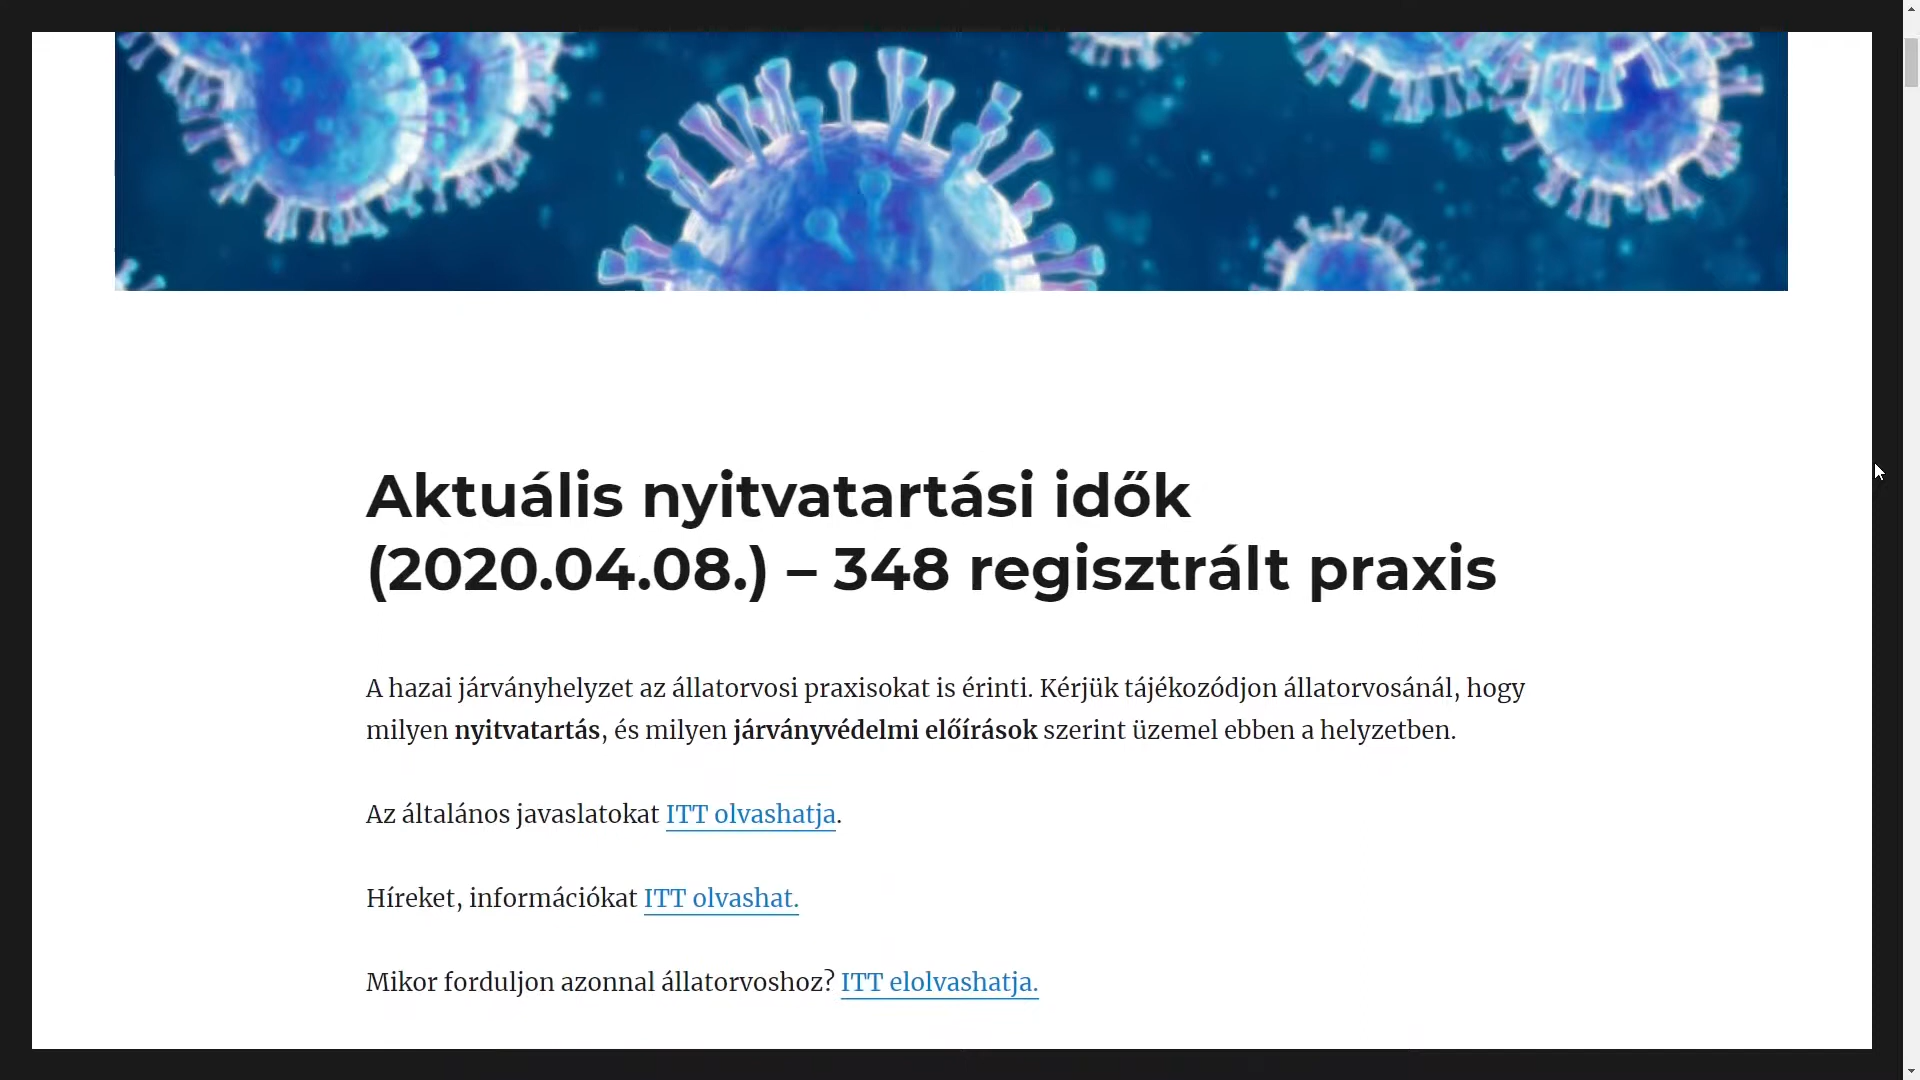 Aktuális nyitvatartási idők
(2020.04.08.) – 348 regisztrált praxis
A hazai járványhelyzet az állatorvosi praxisokat is érinti. Kérjük tájékozódjon állatorvosánál, hogy
milyen nyitvatartás, és milyen járványvédelmi előírások szerint üzemel ebben a helyzetben.
Az általános javaslatokat ITT olvashatja.
Híreket, információkat ITT olvashat.
Mikor forduljon azonnal állatorvoshoz? ITT elolvashatja.